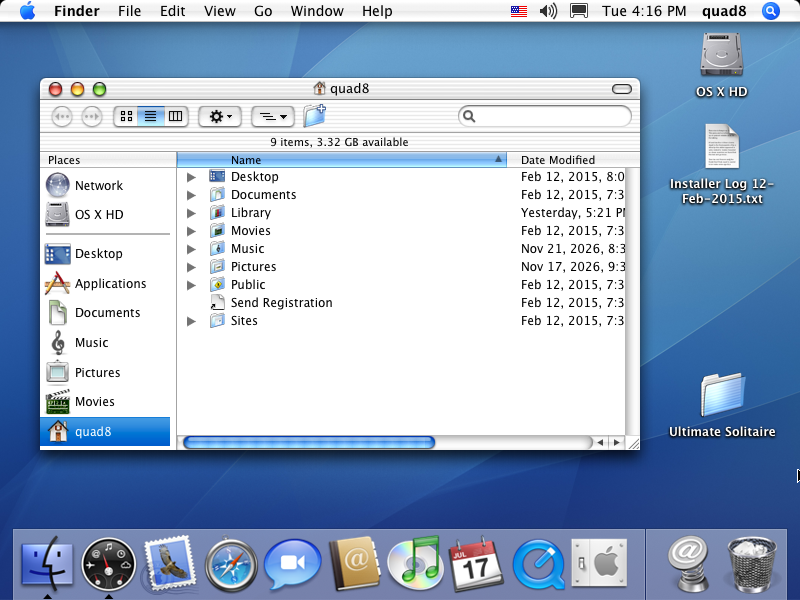 Finder File Edit View Go Window Help Tue 4:16 PM quad8
OS X HD
Installer Log 12-
Feb-2015.txt
Ultimate Solitaire
quad8
9 items, 3.32 GB available
Places
Network
OS X HD
Desktop
Applications
Documents
Music
Pictures
Movies
quad8
Name Date Modified
Desktop Feb 12, 2015, 8:0
Documents Feb 12, 2015, 7:3
Library Yesterday, 5:21 PM
Movies Feb 12, 2015, 7:3
Music Nov 21, 2026, 8:3
Pictures Nov 17, 2026, 9:3
Public Feb 12, 2015, 7:3
Send Registration Feb 12, 2015, 7:3
Sites Feb 12, 2015, 7:3
JUL
17
@
@